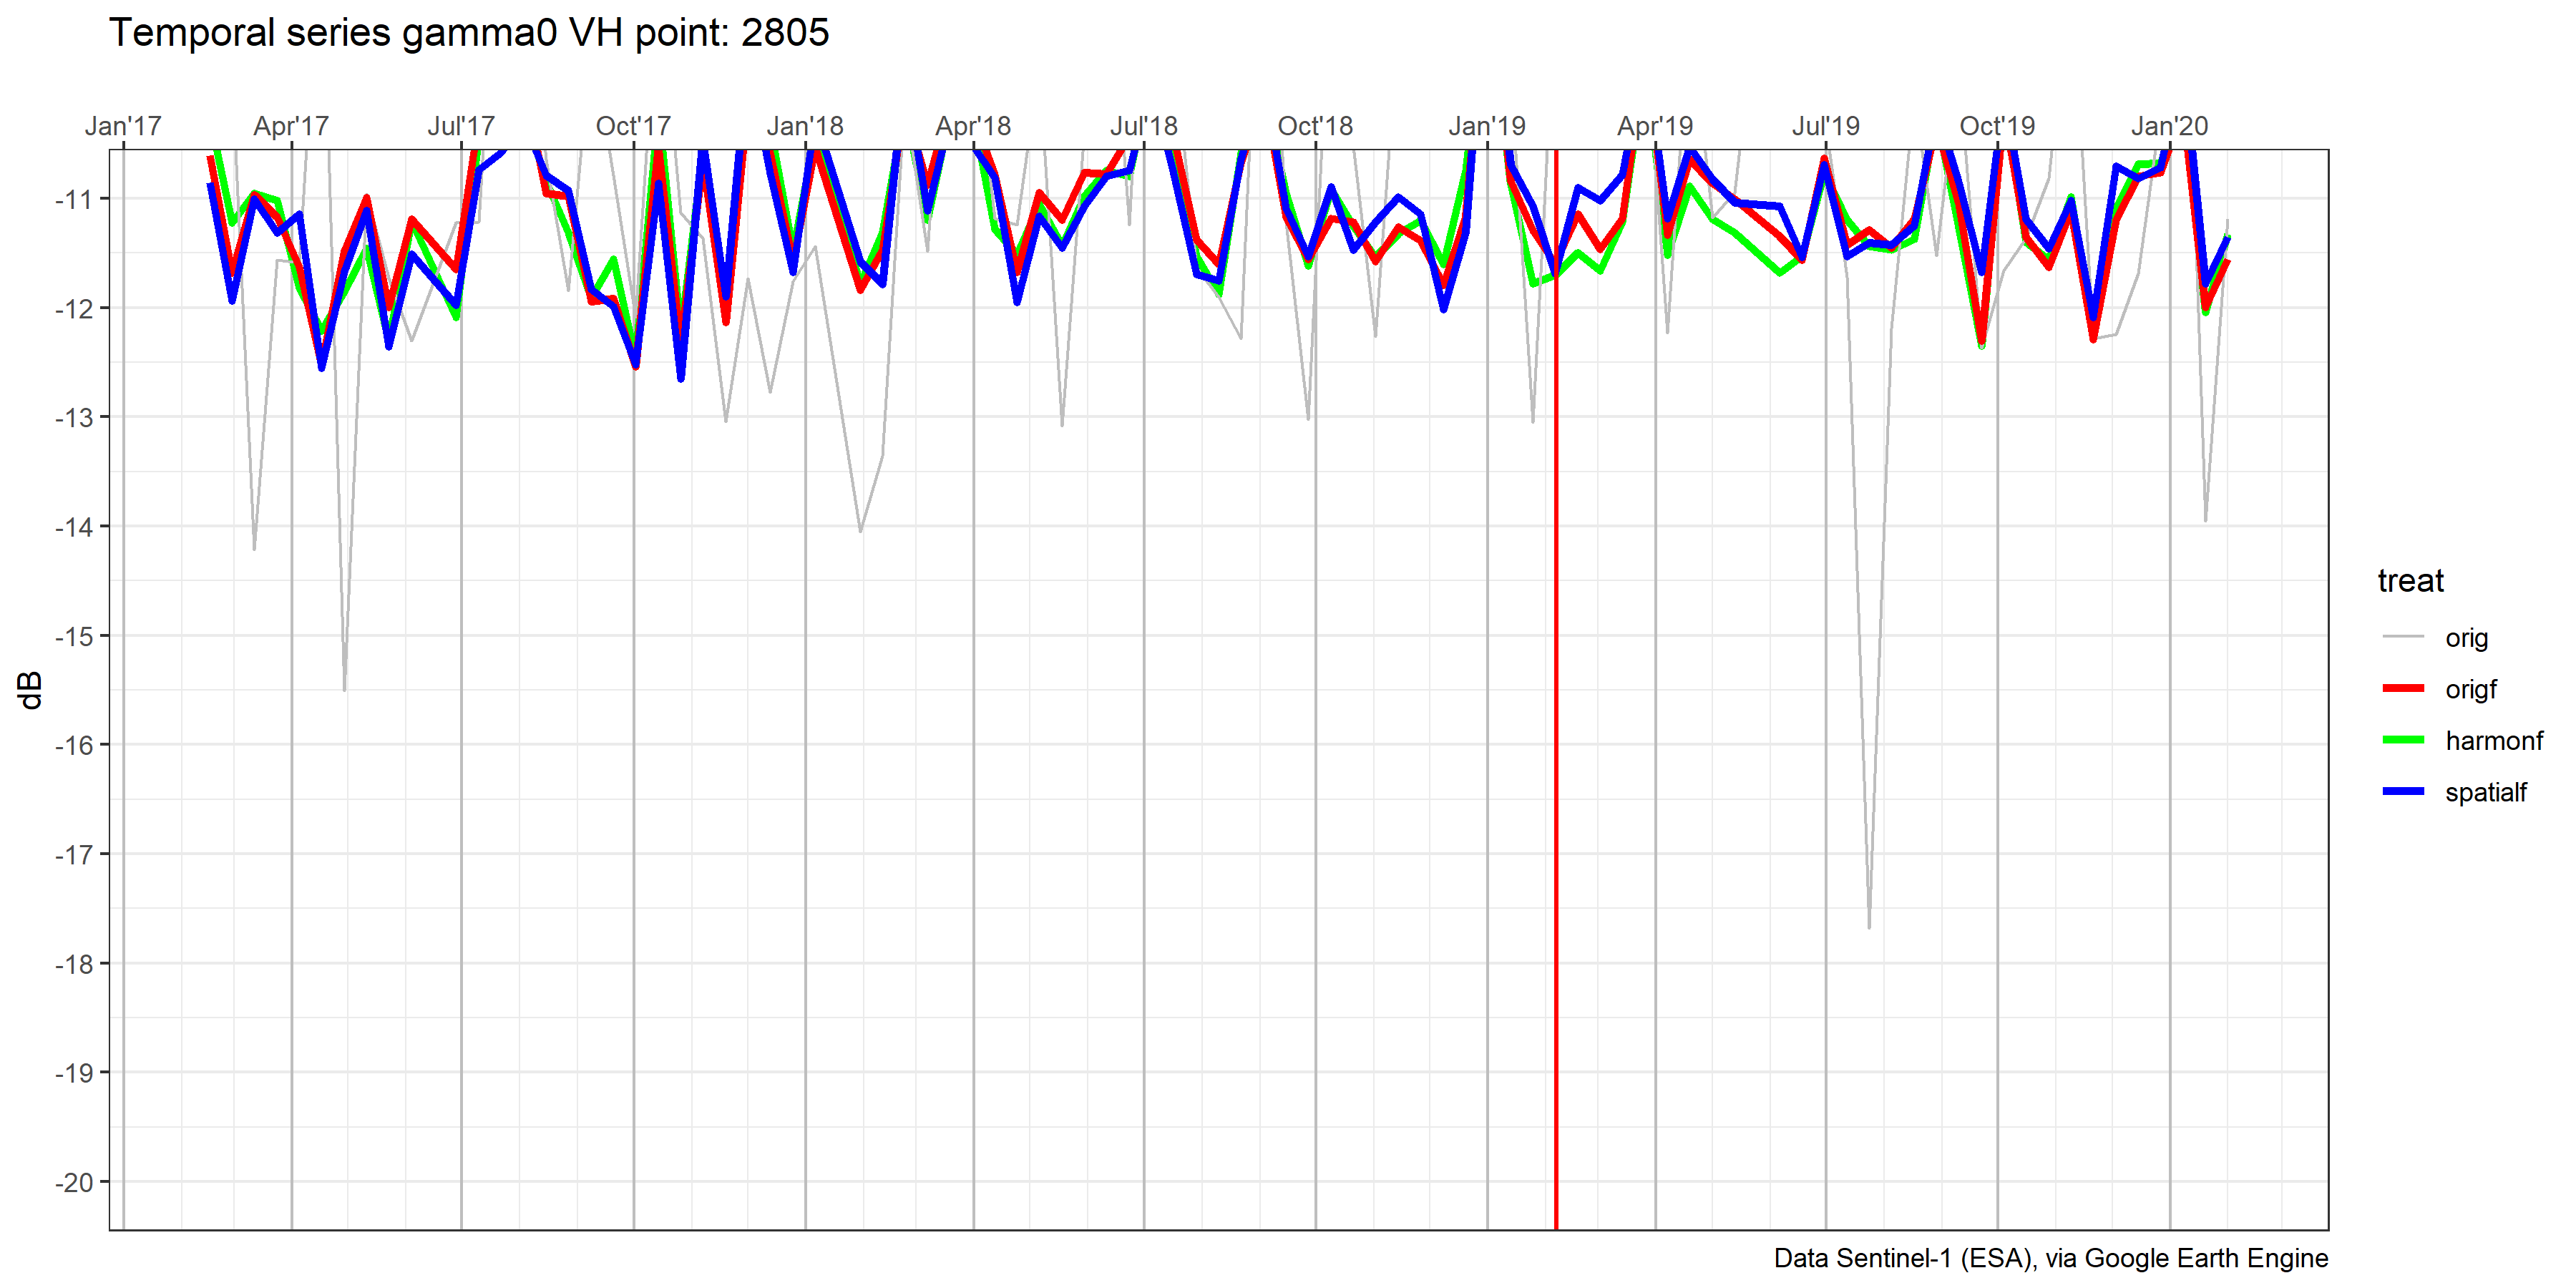 Temporal series gamma0 VH point: 2805
Jan'17 Apr'17 Jul'17 Oct'17 Jan'18 Apr'18 Jul'18 Oct'18 Jan'19 Apr'19 Jul'19 Oct'19 Jan'20
-11
-12
-13
-14
-15
-16
-17
-18
-19
-20
dB
treat
orig
origf
harmonf
spatialf
Data Sentinel-1 (ESA), via Google Earth Engine